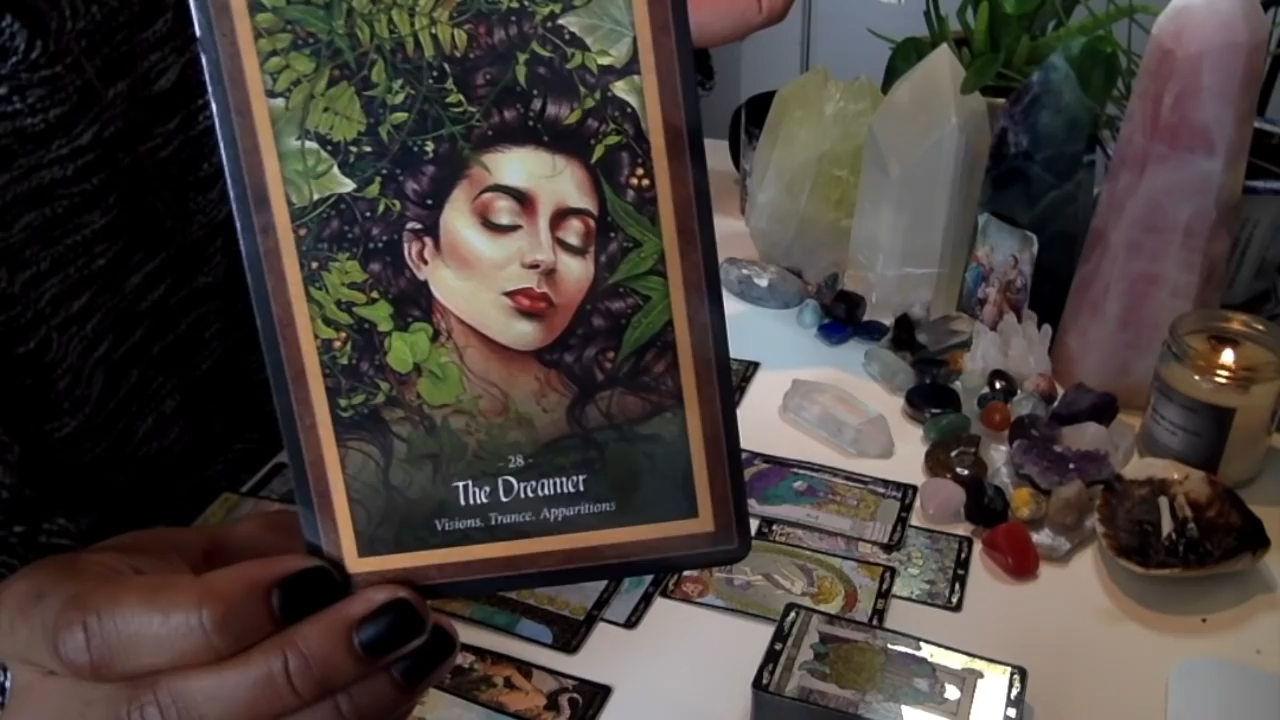 - 28 -
The Dreamer
Visions, Trance, Apparitions